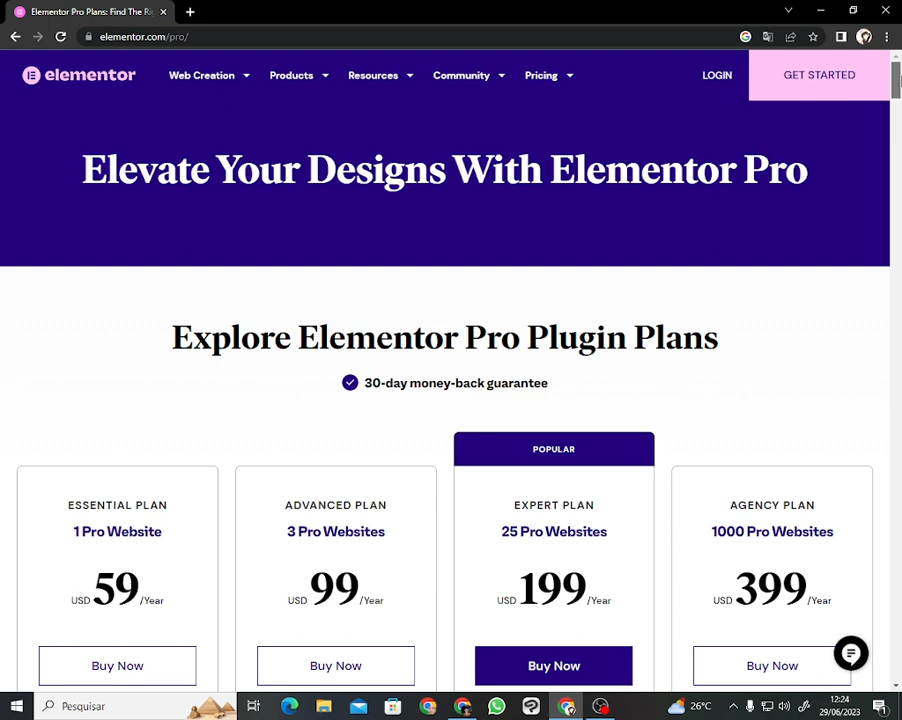 Elementor Pro Plans: Find The Ri
elementor.com/pro/
elementor
Web Creation
Products
Resources
Community
Pricing
LOGIN
GET STARTED
Elevate Your Designs With Elementor Pro
Explore Elementor Pro Plugin Plans
30-day money-back guarantee
POPULAR
ESSENTIAL PLAN
1 Pro Website
USD 59 /Year
Buy Now
ADVANCED PLAN
3 Pro Websites
USD 99 /Year
Buy Now
EXPERT PLAN
25 Pro Websites
USD 199 /Year
Buy Now
AGENCY PLAN
1000 Pro Websites
USD 399 /Year
Buy Now
Pesquisar
26°C
12:24
29/06/2023